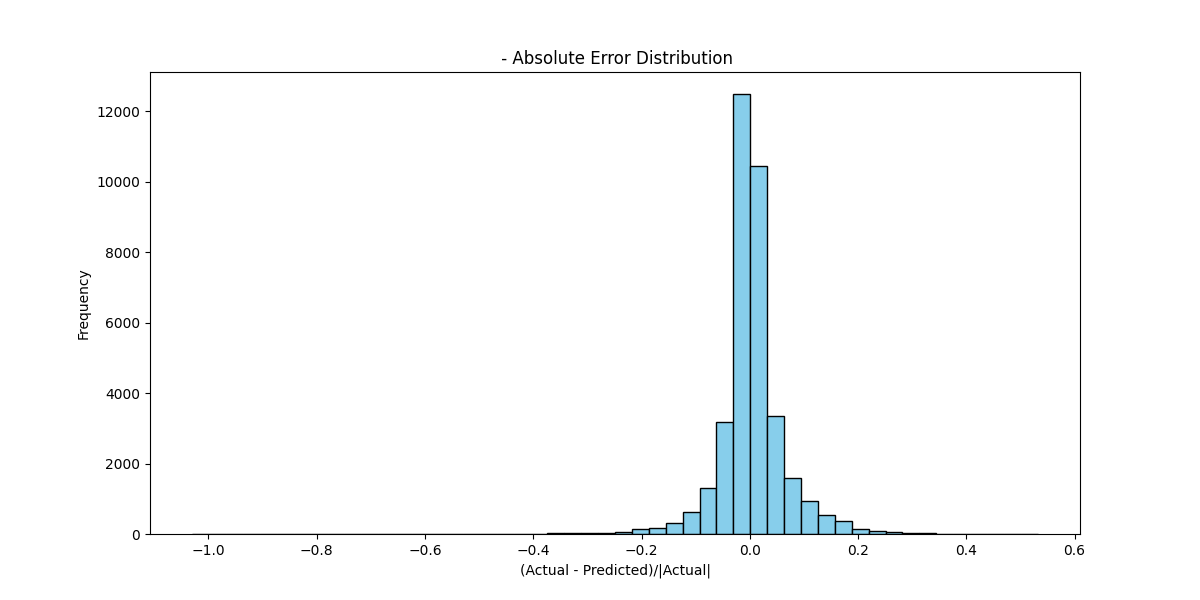 - Absolute Error Distribution
12000
10000
8000
6000
4000
2000
0
Frequency
−1.0 −0.8 −0.6 −0.4 −0.2 0.0 0.2 0.4 0.6
(Actual - Predicted)/|Actual|